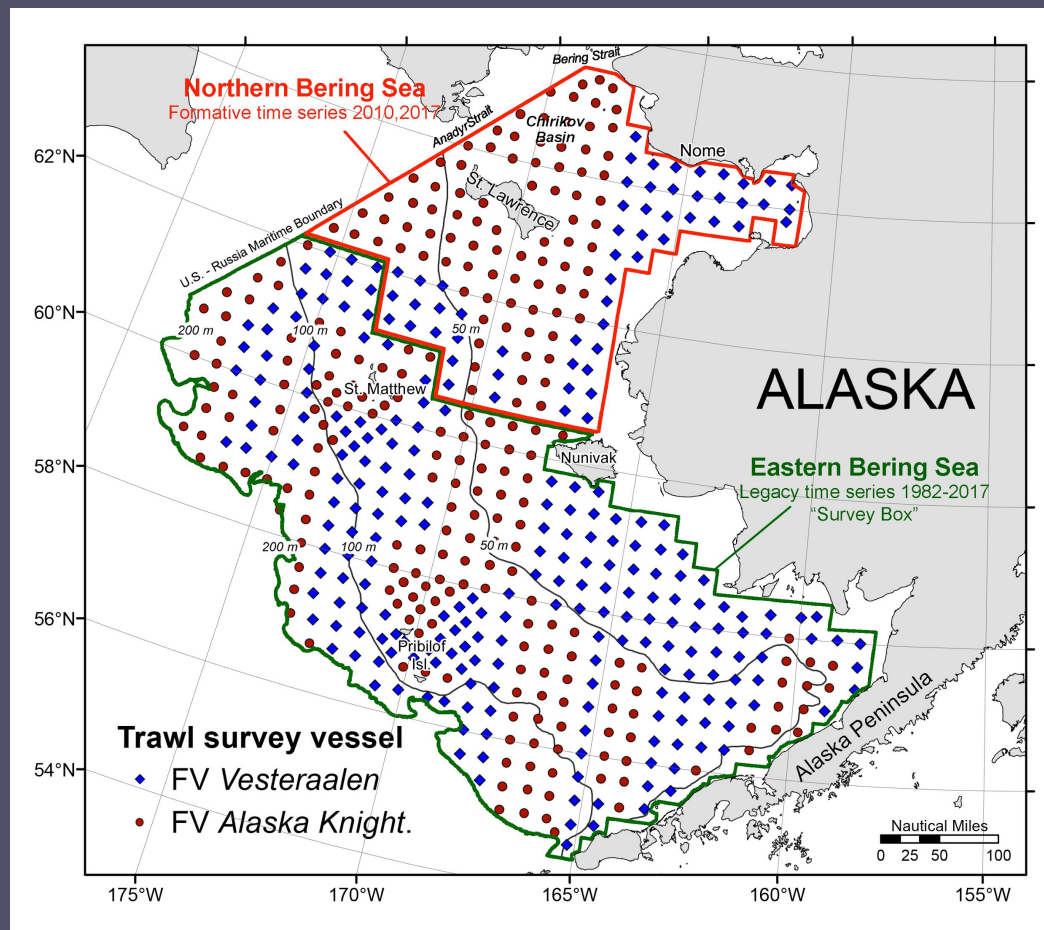 Bering Strait
Northern Bering Sea
Formative time series 2010,2017
Chirikov
Basin
AnadyrStrait
Nome
62°N
St. Lawrence
U.S. - Russia Maritime Boundary
60°N
200 m
100 m
50 m
St. Matthew
ALASKA
58°N
Nunivak
Eastern Bering Sea
Legacy time series 1982-2017
“Survey Box”
200 m
100 m
50 m
56°N
Pribilof
Isl.
Alaska Peninsula
Trawl survey vessel
FV Vesteraalen
FV Alaska Knight.
54°N
Nautical Miles
0 25 50 100
175°W
170°W
165°W
160°W
155°W